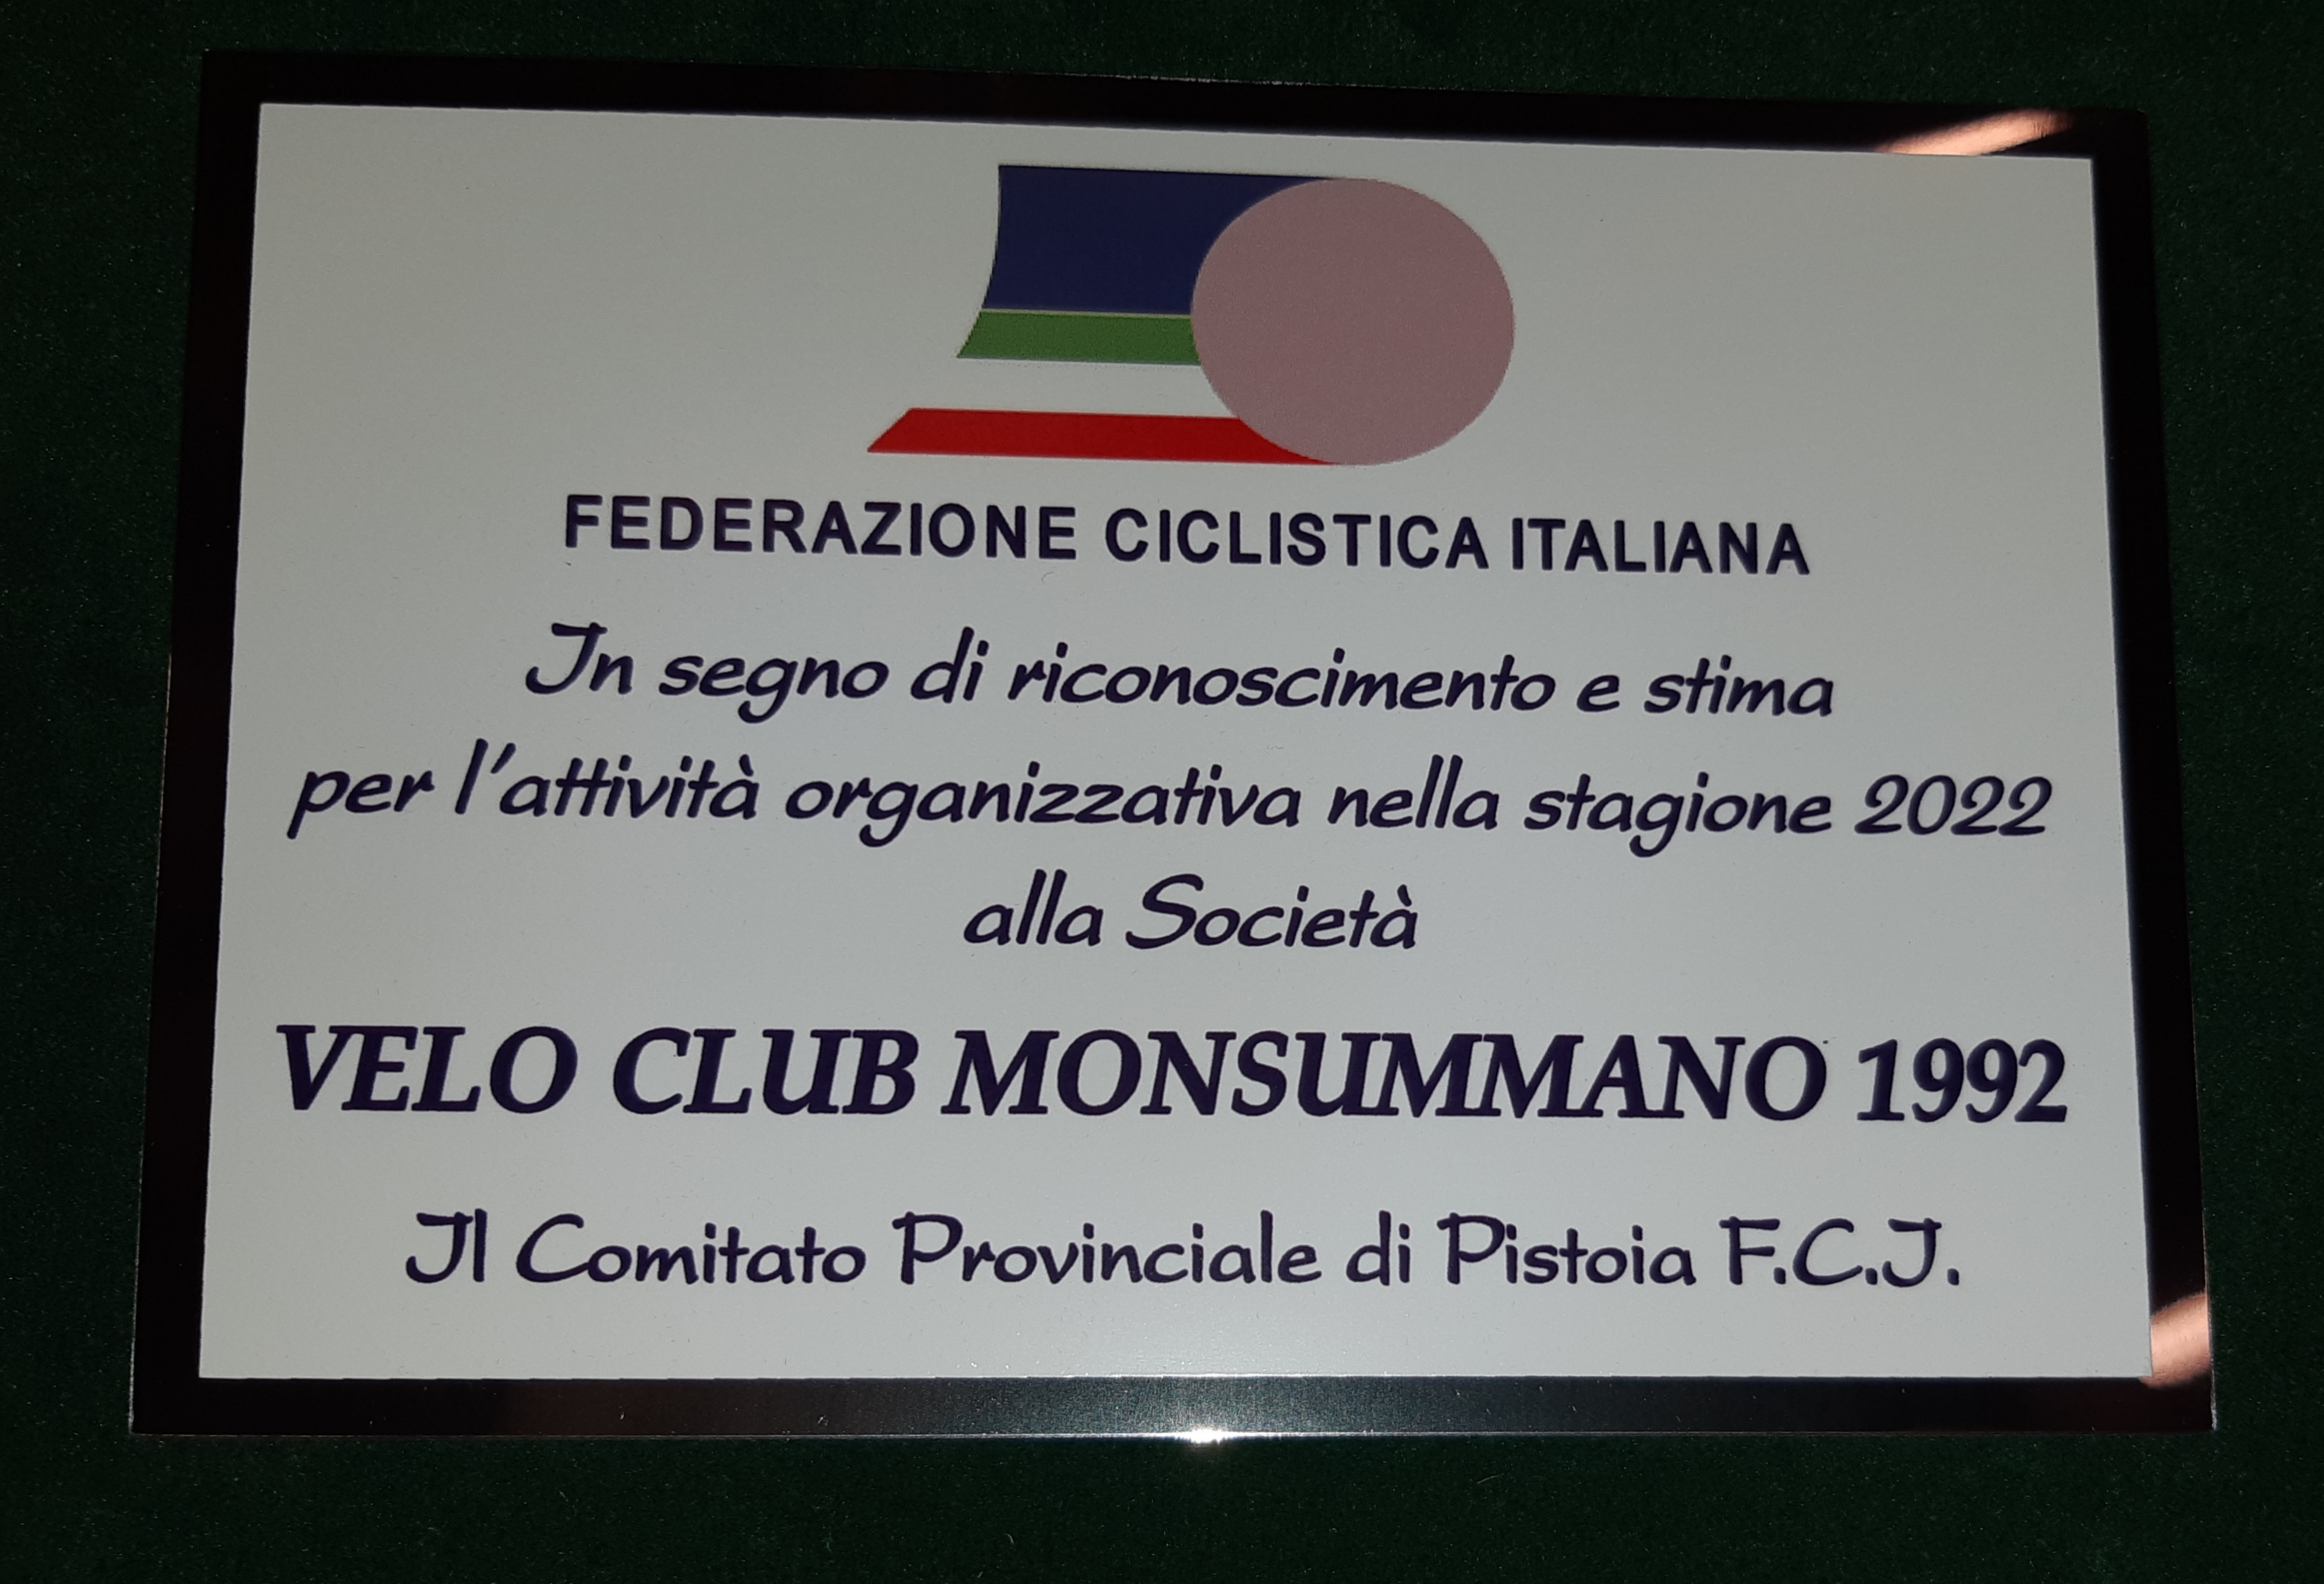 FEDERAZIONE CICLISTICA ITALIANA
In segno di riconoscimento e stima
per l'attività organizzativa nella stagione 2022
alla Società
VELO CLUB MONSUMMANO 1992
Il Comitato Provinciale di Pistoia F.C.I.